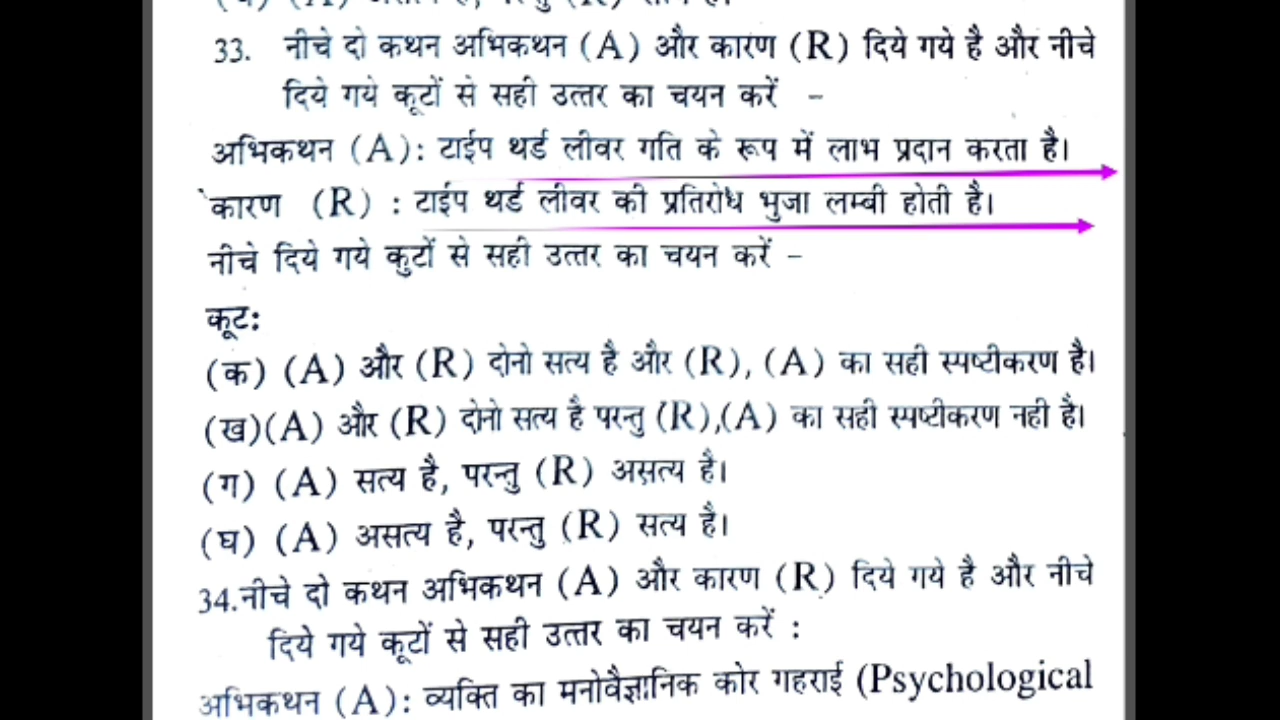 33. नीचे दो कथन अभिकथन (A) और कारण (R) दिये गये है और नीचे
दिये गये कूटों से सही उत्तर का चयन करें –
अभिकथन (A): टाईप थर्ड लीवर गति के रूप में लाभ प्रदान करता है।
कारण (R) : टाईप थर्ड लीवर की प्रतिरोध भुजा लम्बी होती है।
नीचे दिये गये कुटों से सही उत्तर का चयन करें –
कूट:
(क) (A) और (R) दोनो सत्य है और (R), (A) का सही स्पष्टीकरण है।
(ख)(A) और (R) दोनो सत्य है परन्तु (R),(A) का सही स्पष्टीकरण नही है।
(ग) (A) सत्य है, परन्तु (R) असत्य है।
(घ) (A) असत्य है, परन्तु (R) सत्य है।
34.नीचे दो कथन अभिकथन (A) और कारण (R) दिये गये है और नीचे
दिये गये कूटों से सही उत्तर का चयन करें :
अभिकथन (A): व्यक्ति का मनोवैज्ञानिक कोर गहराई (Psychological